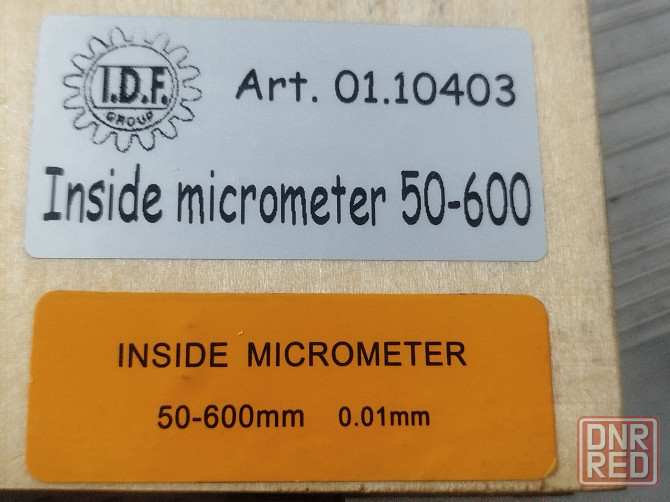 I.D.F.
GROUP
Art. 01.10403
Inside micrometer 50-600
INSIDE MICROMETER
50-600mm 0.01mm
DNR
RED